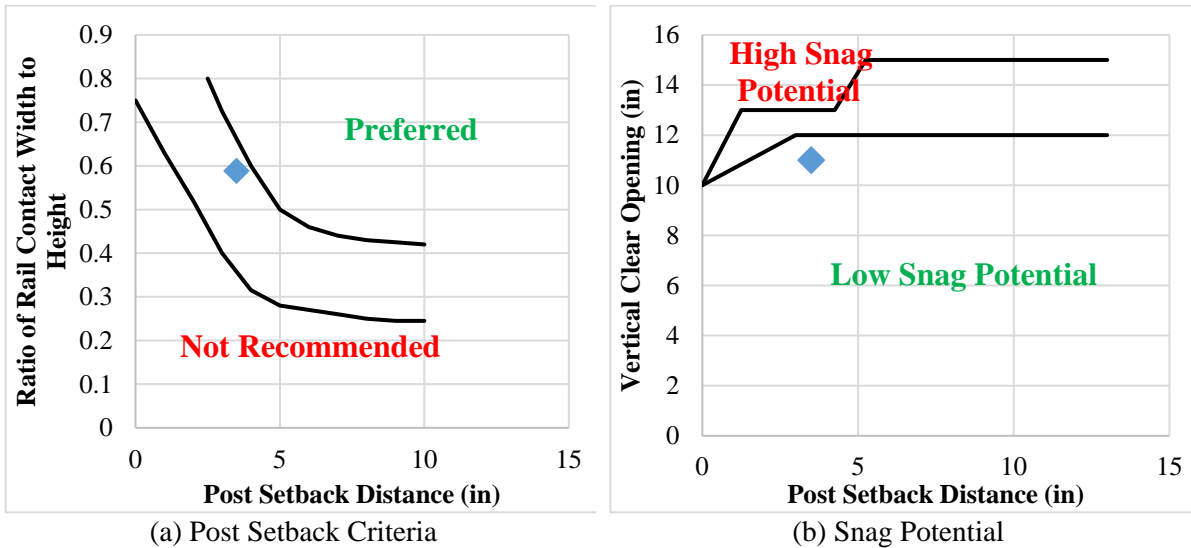 Ratio of Rail Contact Width to
Height
0.9
0.8
0.7
0.6
0.5
0.4
0.3
0.2
0.1
0
Preferred
Not Recommended
0
5
10
15
Post Setback Distance (in)
(a) Post Setback Criteria
Vertical Clear Opening (in)
16
14
12
10
8
6
4
2
0
High Snag
Potential
Low Snag Potential
0
5
10
15
Post Setback Distance (in)
(b) Snag Potential